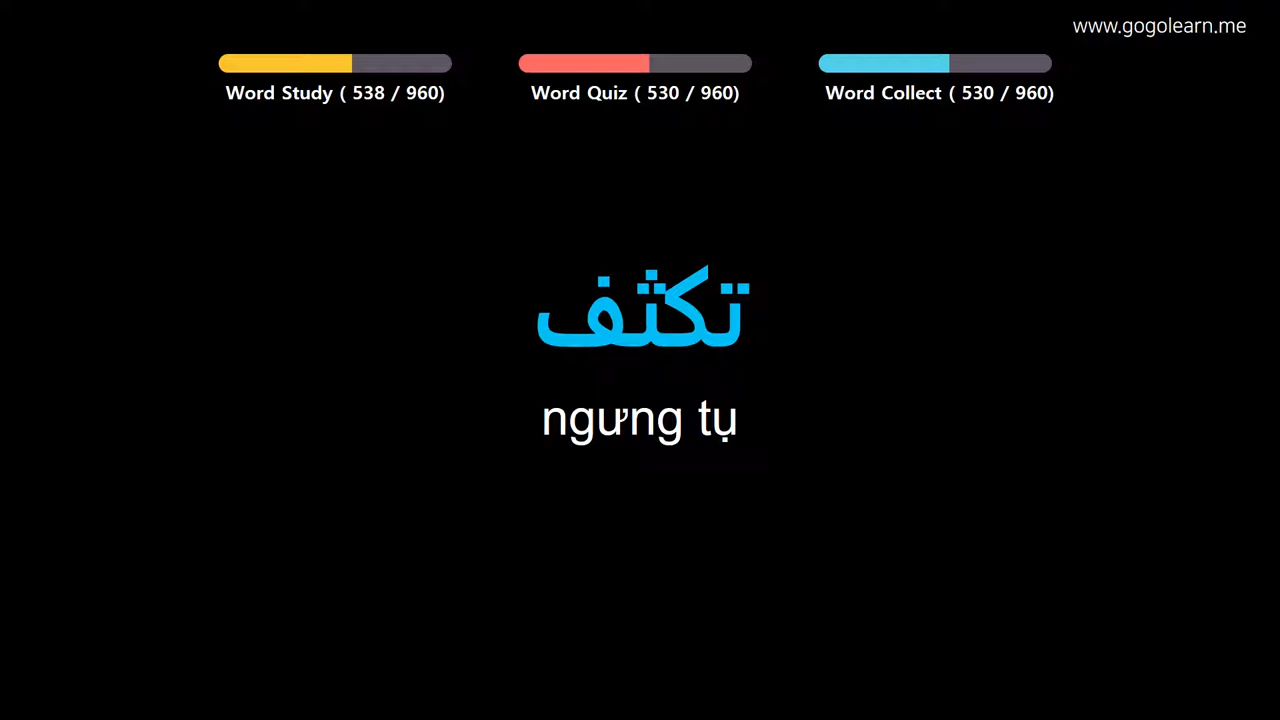 www.gogolearn.me
Word Study ( 538 / 960)
Word Quiz ( 530 / 960)
Word Collect ( 530 / 960)
تكثف
ngưng tụ